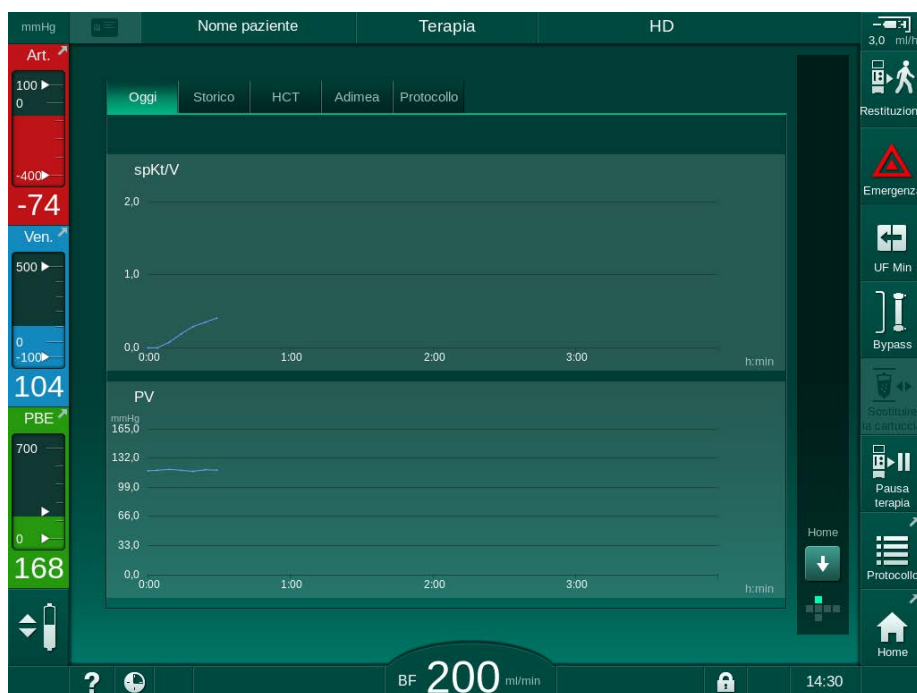 mmHg
Nome paziente
Terapia
HD
3,0 ml/h
Art.
100
0
-400
-74
Ven.
500
0
-100
104
PBE
700
0
168
Oggi
Storico
HCT
Adimea
Protocollo
spKt/V
2,0
1,0
0,0
0:00
1:00
2:00
3:00
h:min
PV
mmHg
165,0
132,0
99,0
66,0
33,0
0,0
0:00
1:00
2:00
3:00
h:min
Home
Restituzion
Emergenz
UF Min
Bypass
Sostituire
la cartucci
Pausa
terapia
Protocollo
Home
?
BF 200 ml/min
14:30